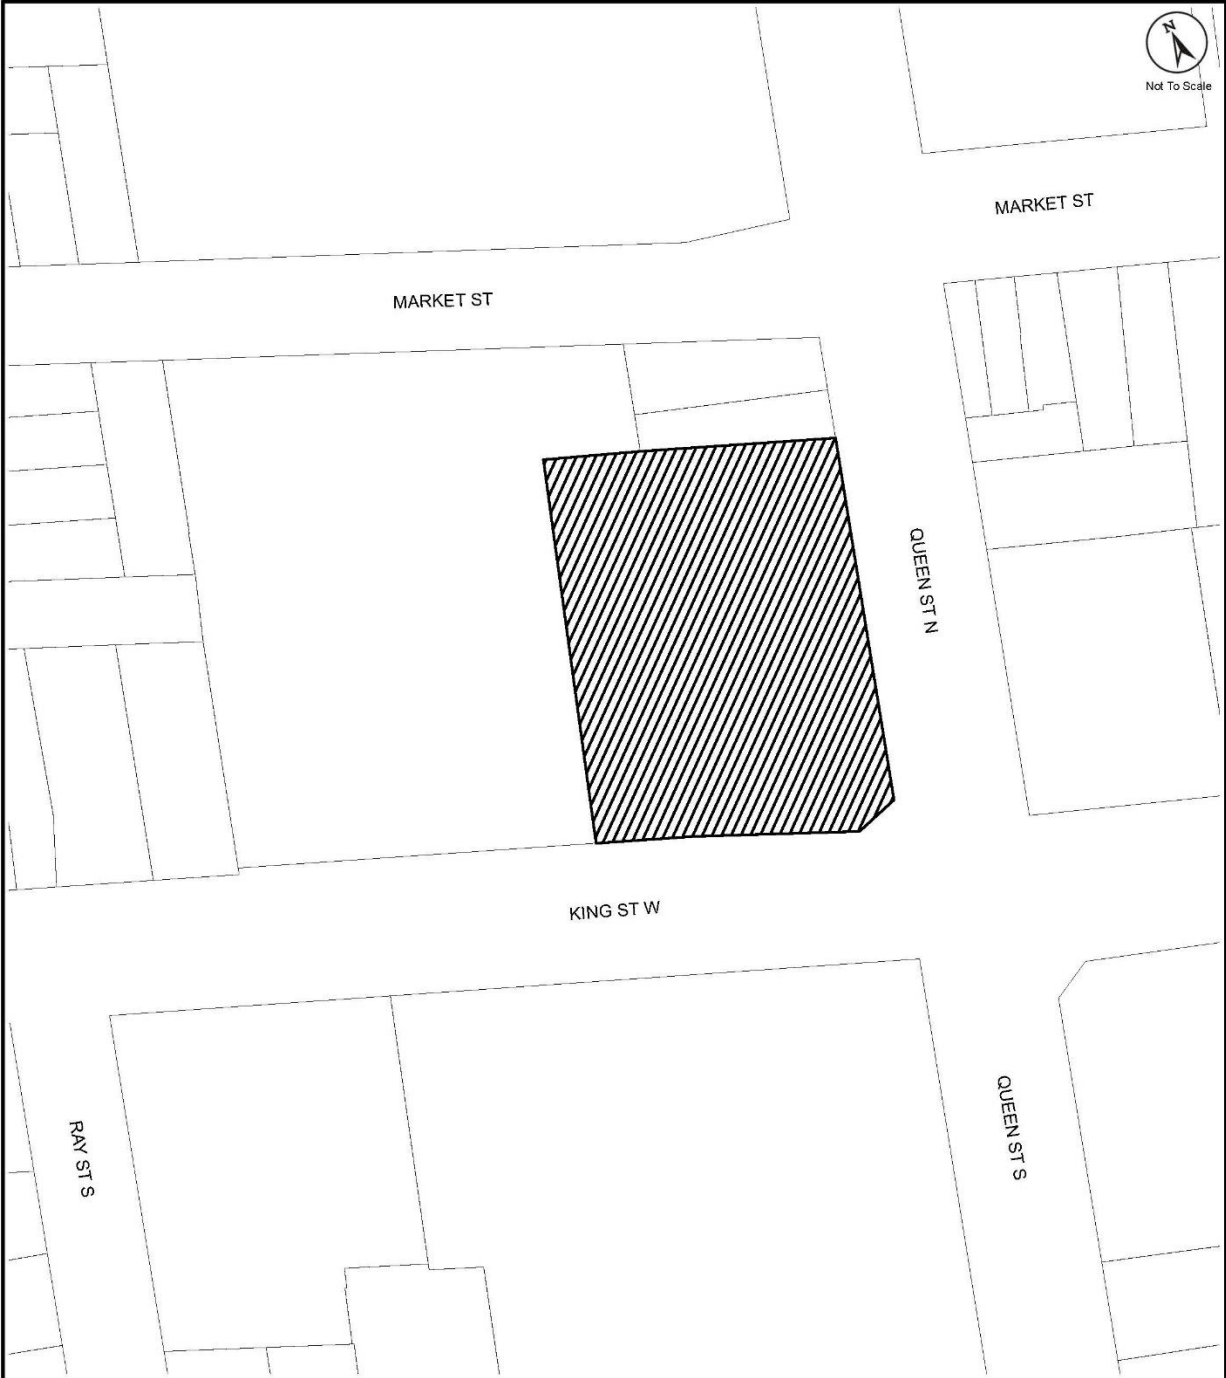 N
Not To Scale
MARKET ST
MARKET ST
QUEEN ST N
KING ST W
QUEEN ST S
RAY ST S